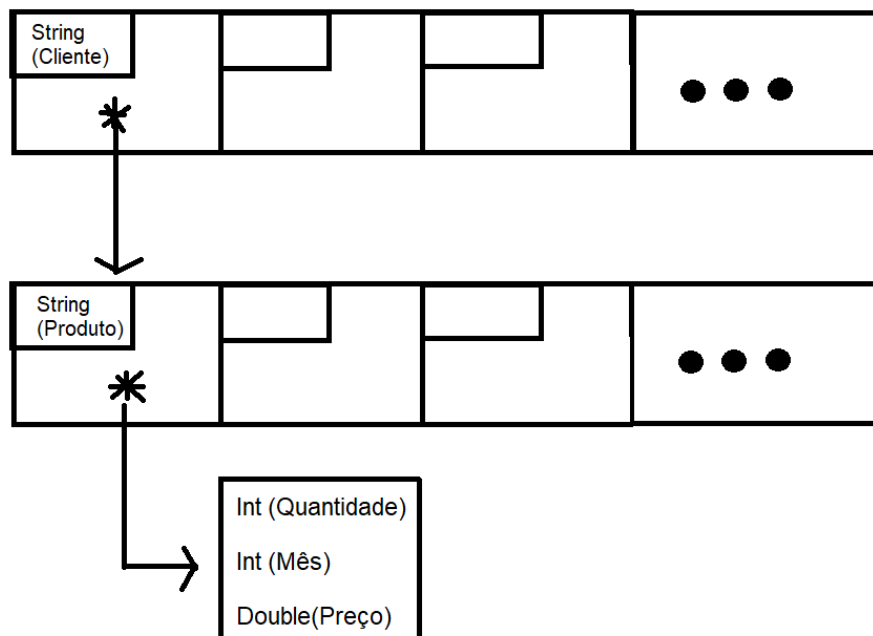 String
(Cliente)
String
(Produto)
Int (Quantidade)
Int (Mês)
Double(Preço)